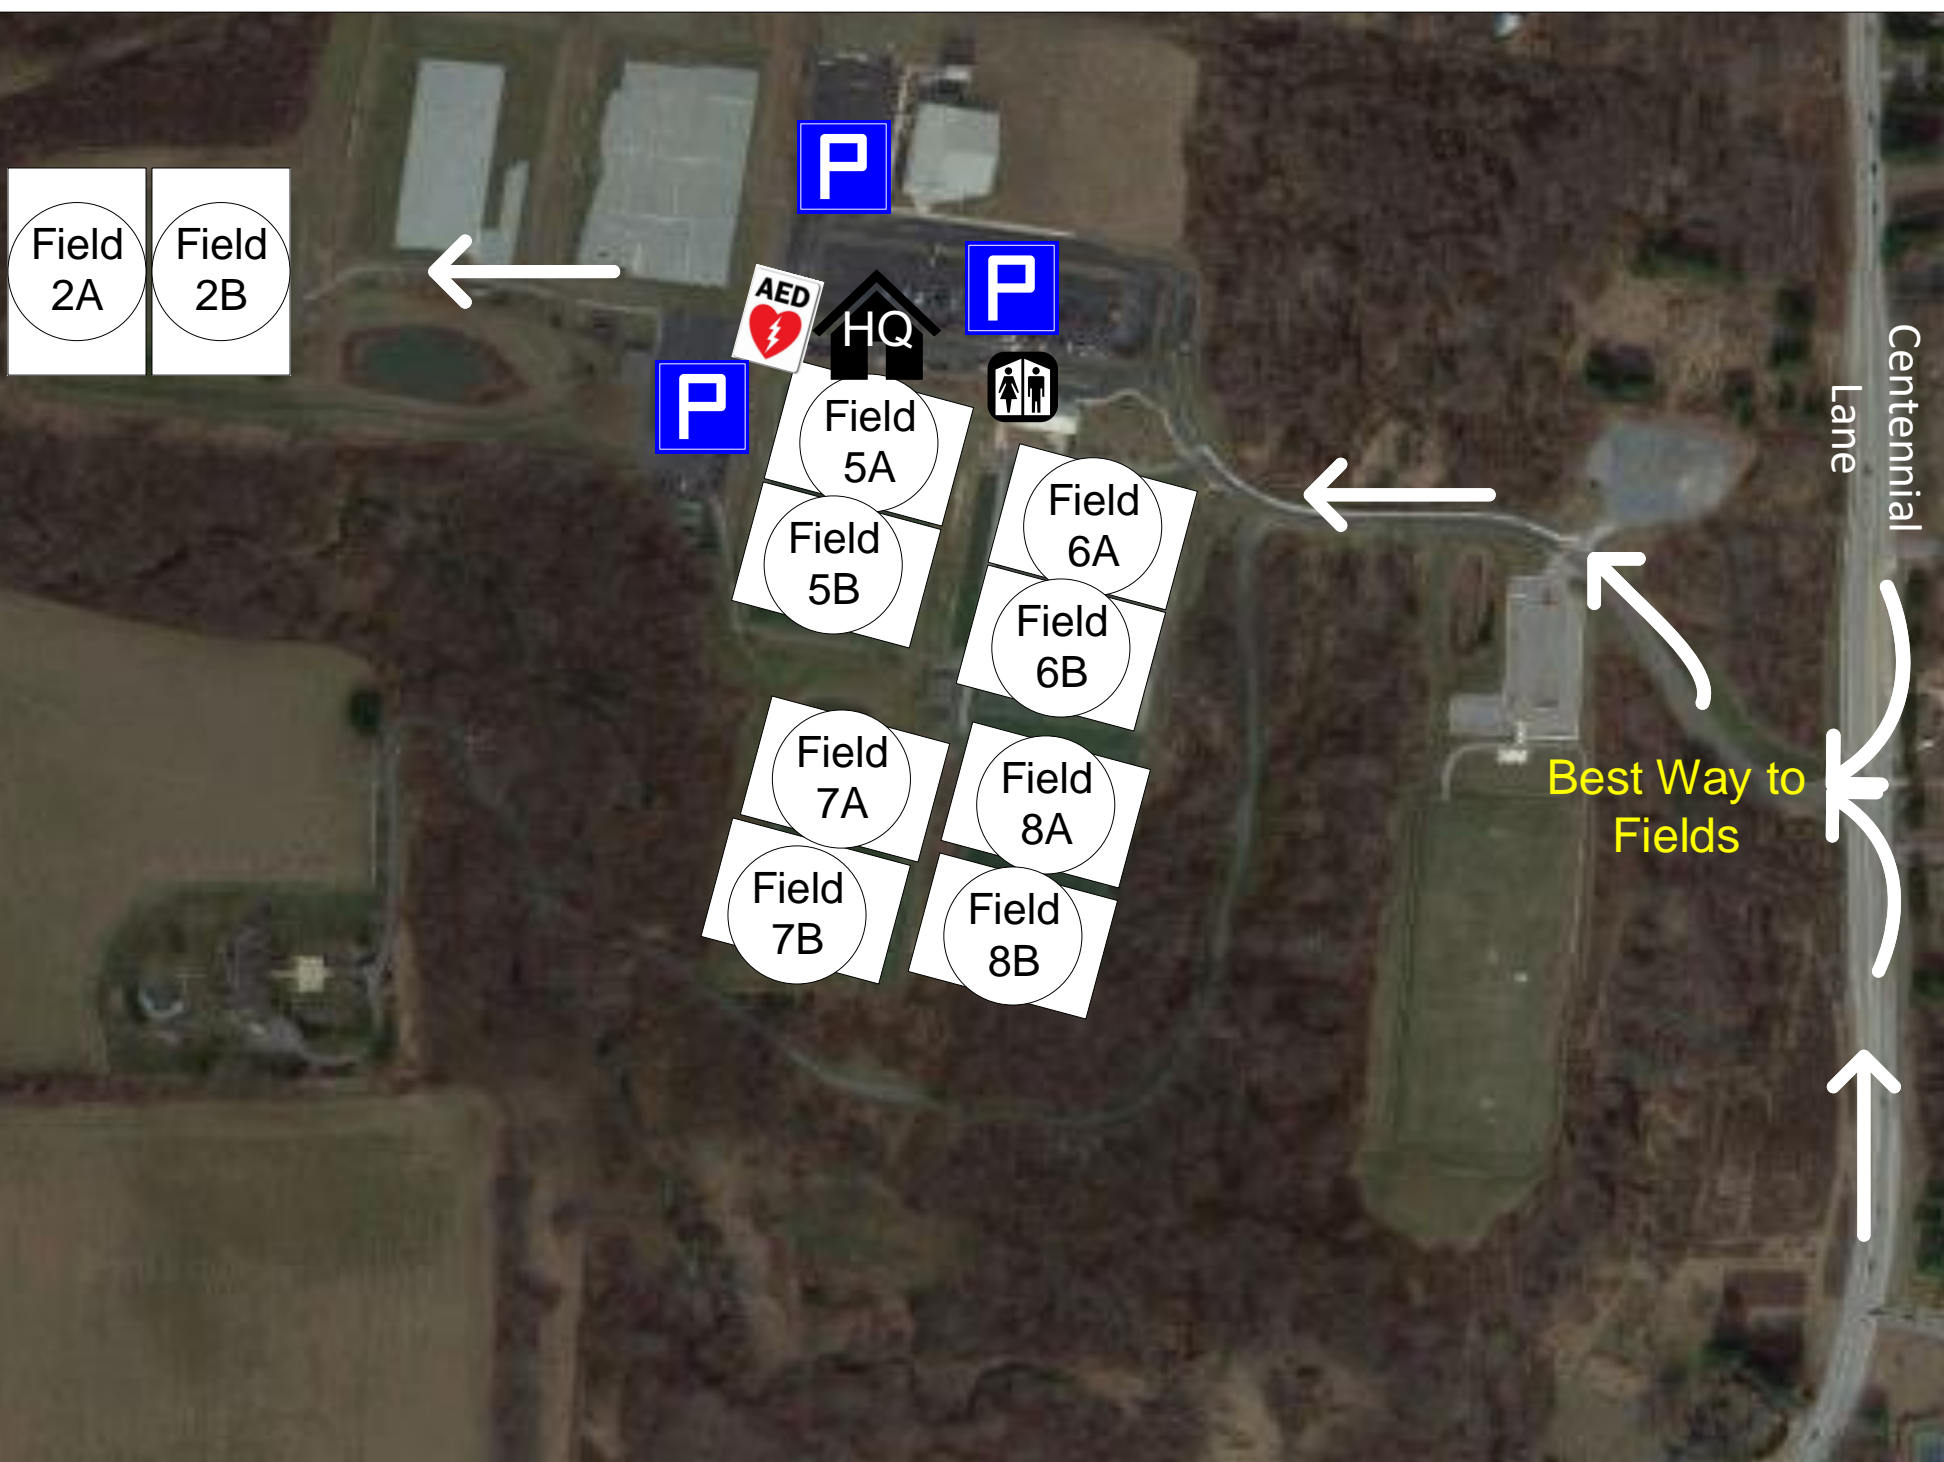 P
Field
2A
Field
2B
AED
HQ
P
P
Centennial
Lane
Field
5A
Field
5B
Field
6A
Field
6B
Field
7A
Field
7B
Field
8A
Field
8B
Best Way to
Fields